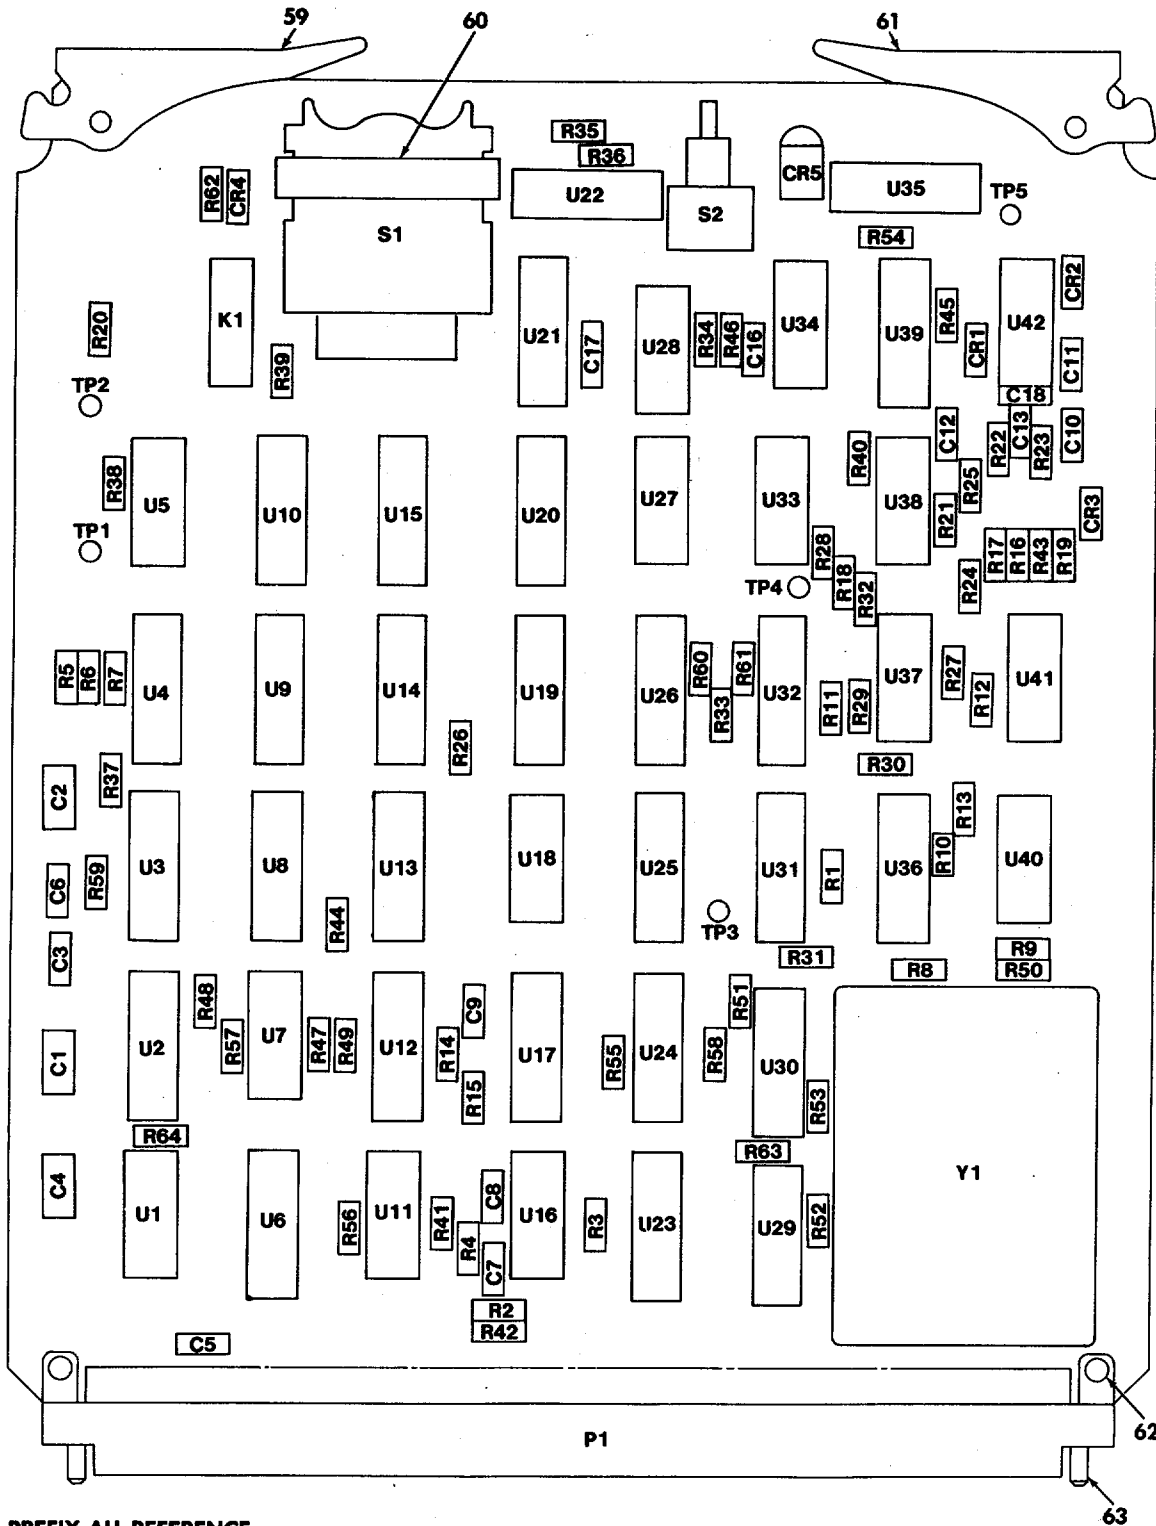 59
60
61
R35
R36
R62
CR4
U22
S2
CR5
U35
TP5
S1
R54
R20
K1
R39
U21
C17
U28
R34
R46
C16
U34
U39
R45
CR1
U42
CR2
C11
C18
TP2
R38
U5
U10
U15
U20
U27
U33
R40
U38
C12
R25
R21
R22
C13
R23
C10
CR3
TP1
TP4
R28
R18
R32
R24
R17
R16
R43
R19
R5
R6
R7
U4
U9
U14
R26
U19
U26
R60
R33
R61
U32
R11
R29
U37
R27
R12
U41
R30
C2
R37
U3
U8
U13
U18
U25
U31
R1
U36
R10
R13
U40
C6
R59
R44
TP3
C3
R31
R8
R9
R50
R48
C1
U2
R57
U7
R47
R49
U12
R14
C9
R15
U17
R55
U24
R58
R51
U30
R53
R64
R63
Y1
C4
U1
U6
R56
U11
R41
R4
C8
C7
U16
R3
U23
U29
R52
R2
R42
C5
P1
62
63
PREFIX ALL REFERENCE